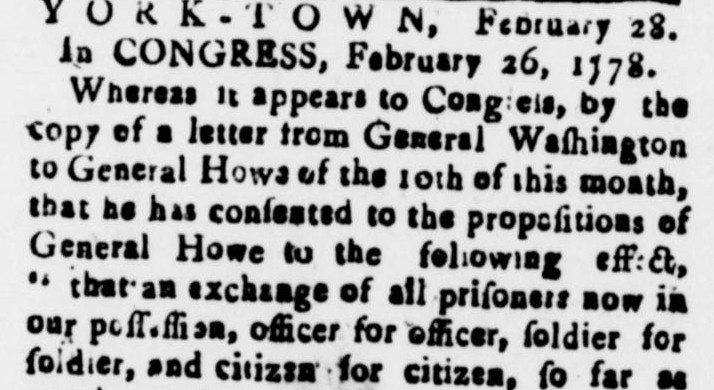 YORK-TOWN, February 28.
In CONGRESS, February 26, 1778.
Whereas it appears to Congreſs, by the
copy of a letter from General Waſhington
to General Howe of the 10th of this month,
that he has conſented to the propoſitions of
General Howe to the following effect,
" that an exchange of all priſoners now in
our poſſeſſion, officer for officer, ſoldier for
ſoldier, and citizen for citizen, ſo far as